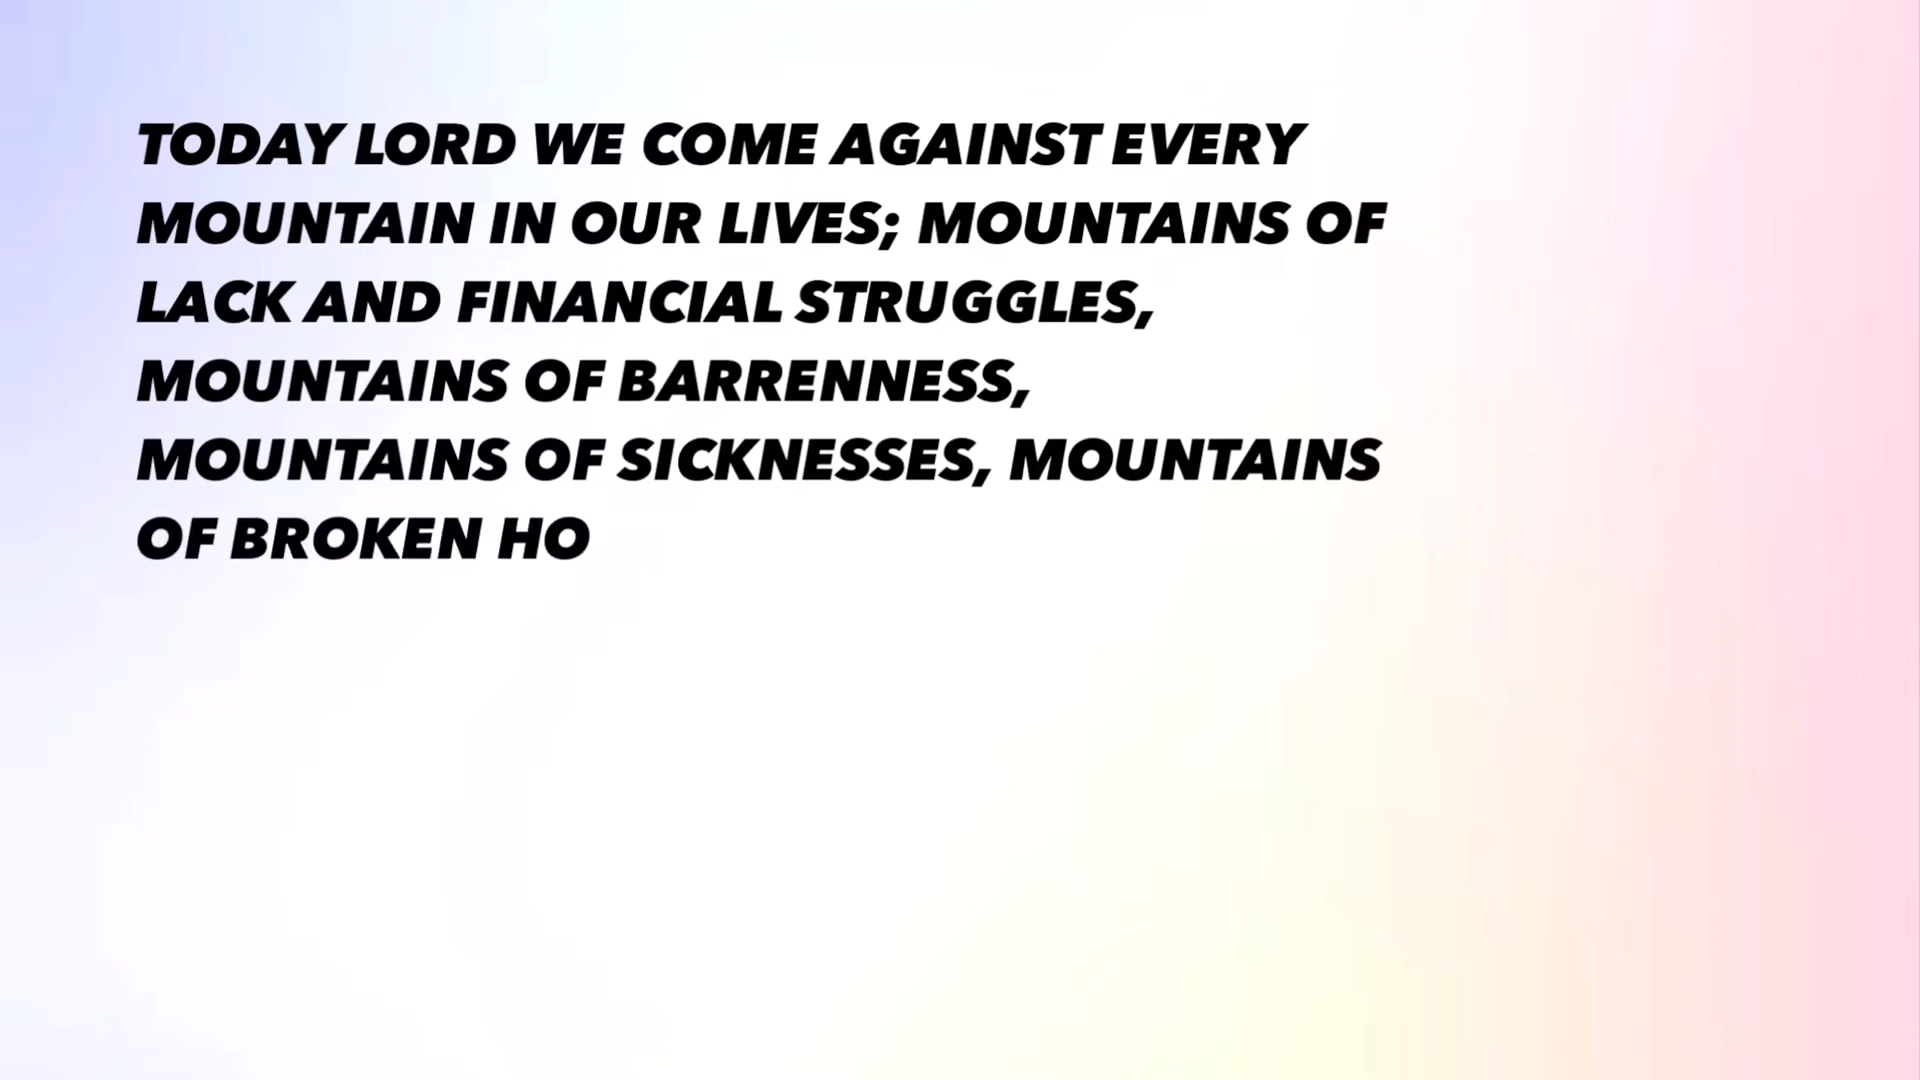 TODAY LORD WE COME AGAINST EVERY
MOUNTAIN IN OUR LIVES; MOUNTAINS OF
LACK AND FINANCIAL STRUGGLES,
MOUNTAINS OF BARRENNESS,
MOUNTAINS OF SICKNESSES, MOUNTAINS
OF BROKEN HO